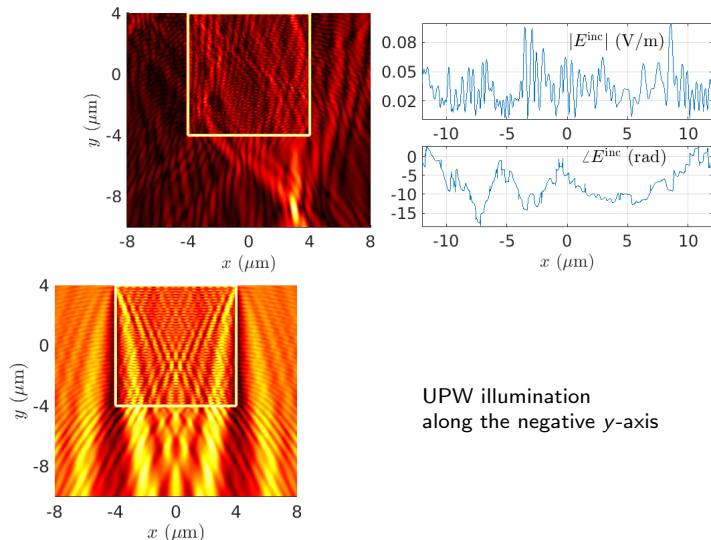 4
0
-4
-8
y (μm)
-8 -4 0 4 8
x (μm)
|E^inc| (V/m)
0.08
0.05
0.02
-10 -5 0 5 10
∠E^inc (rad)
0
-5
-10
-15
-10 -5 0 5 10
x (μm)
4
0
-4
-8
y (μm)
-8 -4 0 4 8
x (μm)
UPW illumination
along the negative y-axis